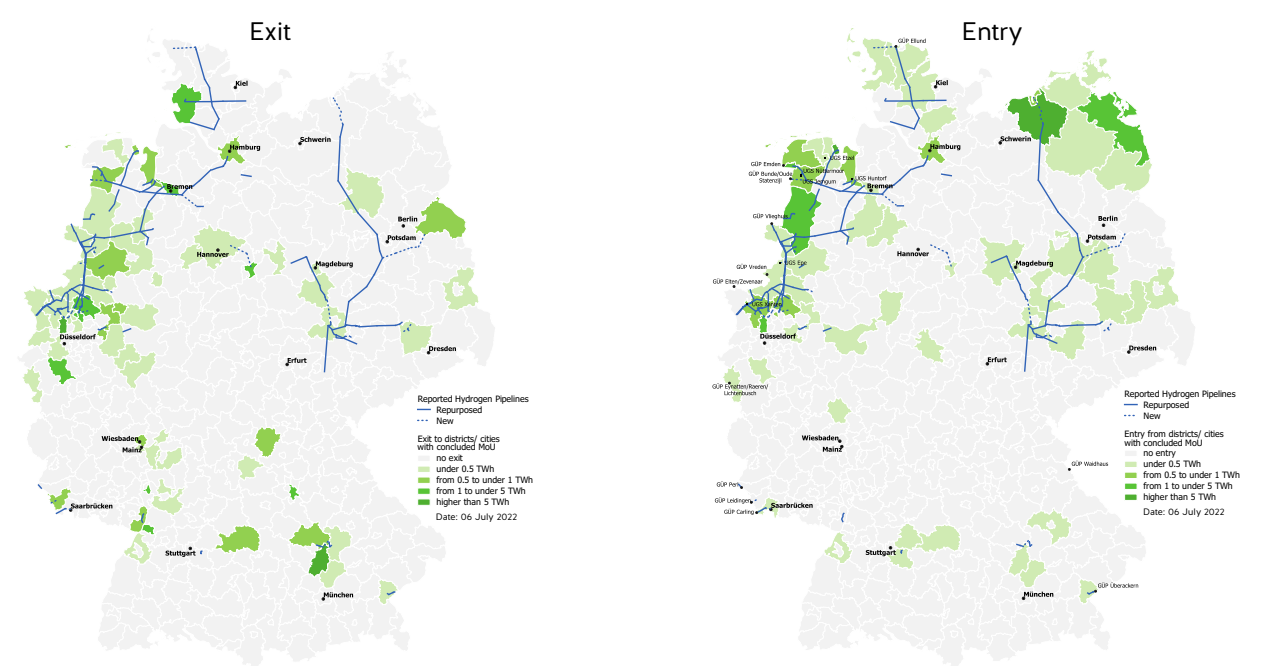 Exit
Kiel
Schwerin
Hamburg
Bremen
Berlin
Potsdam
Hannover
Magdeburg
Düsseldorf
Erfurt
Dresden
Wiesbaden
Mainz
Saarbrücken
Stuttgart
München
Reported Hydrogen Pipelines
Repurposed
New
Exit to districts/ cities
with concluded MoU
no exit
under 0.5 TWh
from 0.5 to under 1 TWh
from 1 to under 5 TWh
higher than 5 TWh
Date: 06 July 2022
Entry
GÜP Ellund
Kiel
Schwerin
Hamburg
UGS Etzel
GÜP Emden
UGS Nüttermoor
GÜP Bunde/Oude
Statenzijl
UGS Jemgum
UGS Huntorf
Bremen
GÜP Vlieghuis
Berlin
Potsdam
Hannover
UGS Epe
GÜP Vreden
Magdeburg
GÜP Elten/Zevenaar
UGS Xanten
Düsseldorf
Erfurt
Dresden
GÜP Eynatten/Raeren/
Lichtenbusch
Wiesbaden
Mainz
GÜP Waidhaus
GÜP Perl
GÜP Leidingen
GÜP Carling
Saarbrücken
Stuttgart
GÜP Überackern
München
Reported Hydrogen Pipelines
Repurposed
New
Entry from districts/ cities
with concluded MoU
no entry
under 0.5 TWh
from 0.5 to under 1 TWh
from 1 to under 5 TWh
higher than 5 TWh
Date: 06 July 2022